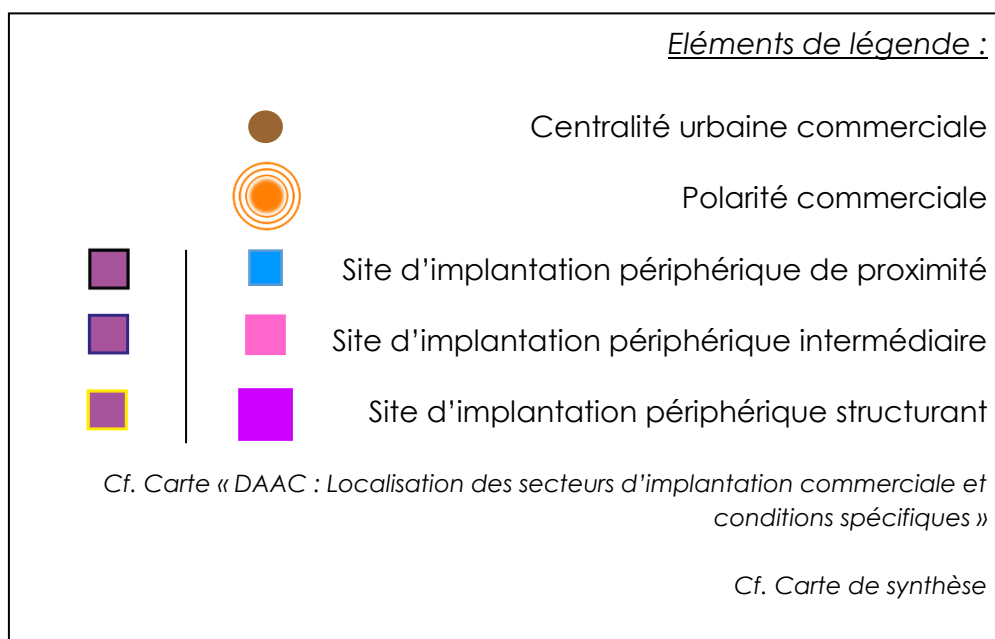 Eléments de légende :
Centralité urbaine commerciale
Polarité commerciale
Site d’implantation périphérique de proximité
Site d’implantation périphérique intermédiaire
Site d’implantation périphérique structurant
Cf. Carte « DAAC : Localisation des secteurs d’implantation commerciale et
conditions spécifiques »
Cf. Carte de synthèse